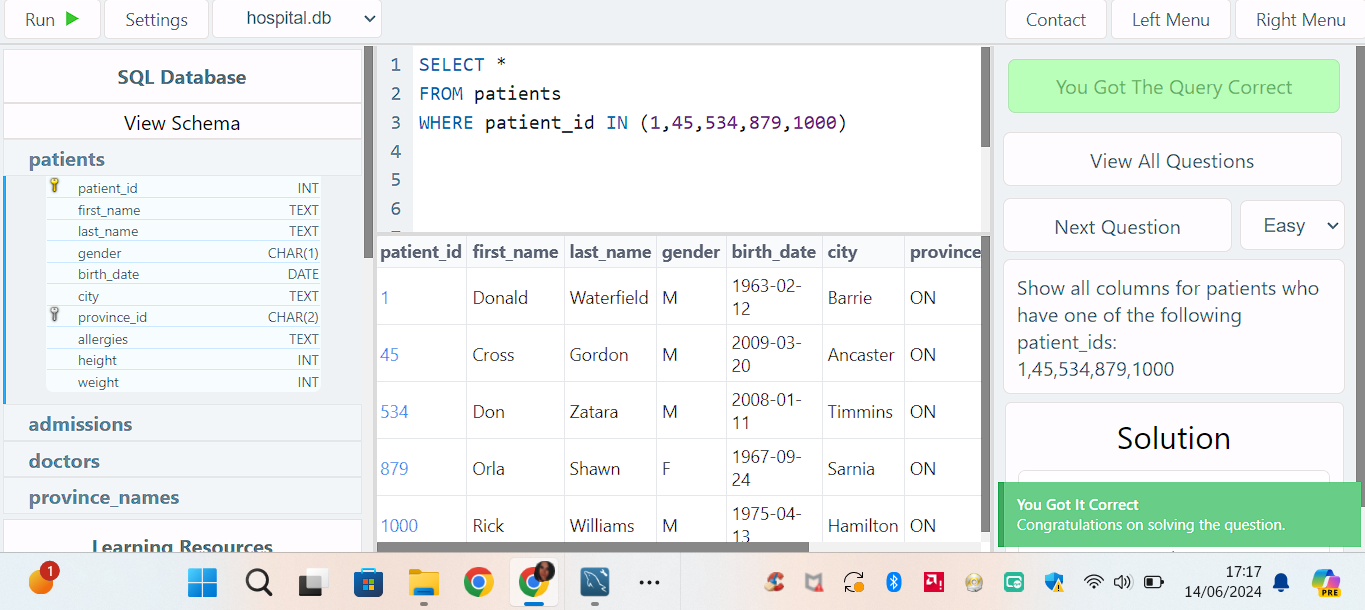 Run
Settings
hospital.db
Contact
Left Menu
Right Menu
SQL Database
View Schema
patients
patient_id INT
first_name TEXT
last_name TEXT
gender CHAR(1)
birth_date DATE
city TEXT
province_id CHAR(2)
allergies TEXT
height INT
weight INT
admissions
doctors
province_names
Learning Resources
1 SELECT *
2 FROM patients
3 WHERE patient_id IN (1,45,534,879,1000)
4
5
6
patient_id first_name last_name gender birth_date city province
1 Donald Waterfield M 1963-02-12 Barrie ON
45 Cross Gordon M 2009-03-20 Ancaster ON
534 Don Zatara M 2008-01-11 Timmins ON
879 Orla Shawn F 1967-09-24 Sarnia ON
1000 Rick Williams M 1975-04-13 Hamilton ON
You Got The Query Correct
View All Questions
Next Question
Easy
Show all columns for patients who
have one of the following
patient_ids:
1,45,534,879,1000
Solution
You Got It Correct
Congratulations on solving the question.
1
17:17
14/06/2024
PRE